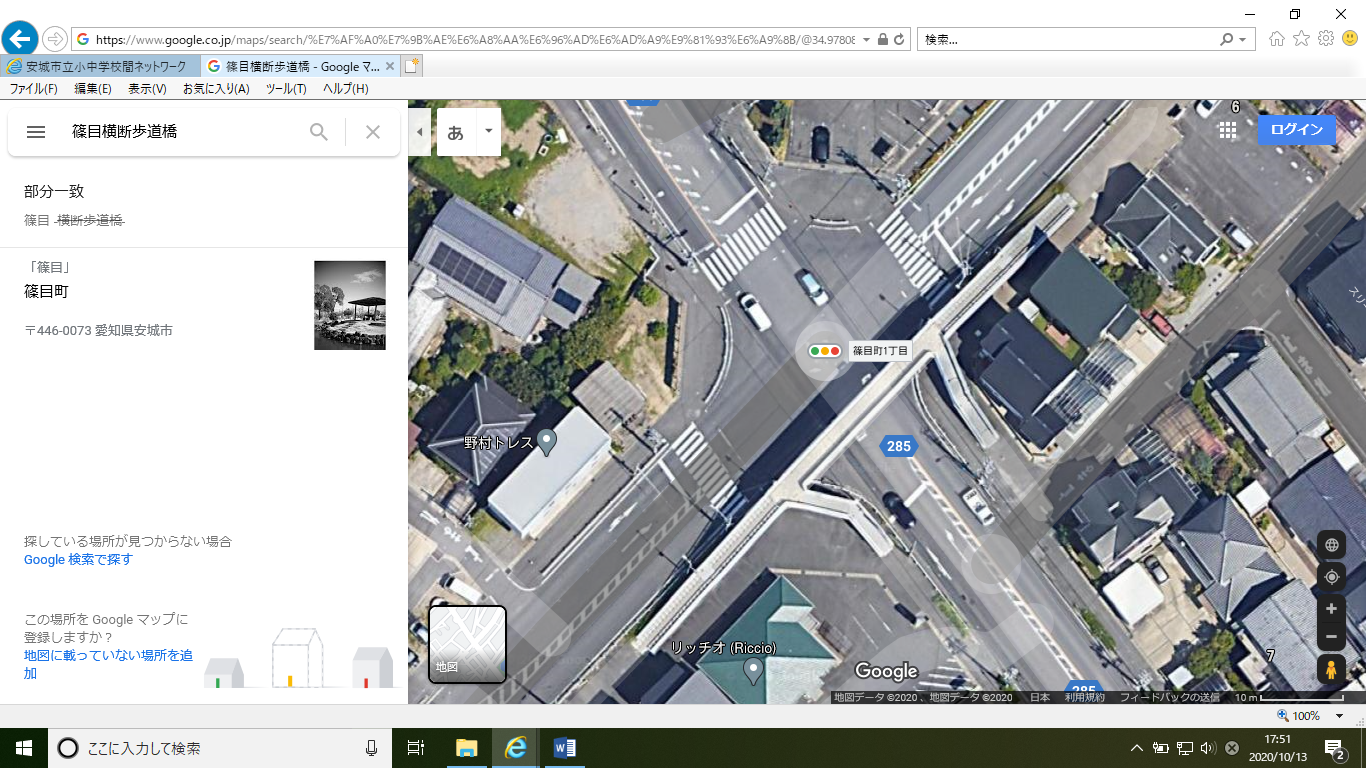 https://www.google.co.jp/maps/search/%E7%AF%A0%E7%9B%AE%E6%A8%AA%E6%96%AD%E6%AD%A9%E9%81%93%E6%A9%8B/@34.97808
検索...
安城市立小中学校間ネットワーク
篠目横断歩道橋 - Google マ...
ファイル(F) 編集(E) 表示(V) お気に入り(A) ツール(T) ヘルプ(H)
篠目横断歩道橋
あ
6
ログイン
部分一致
篠目 横断歩道橋
「篠目」
篠目町
〒446-0073 愛知県安城市
篠目町1丁目
野村トレス
285
探している場所が見つからない場合
Google 検索で探す
この場所を Google マップに
登録しますか？
地図に載っていない場所を追
加
地図
リッチオ (Riccio)
Google
7
285
地図データ ©2020 、地図データ ©2020 日本 利用規約 フィードバックの送信 10 m
100%
ここに入力して検索
17:51
2020/10/13
2